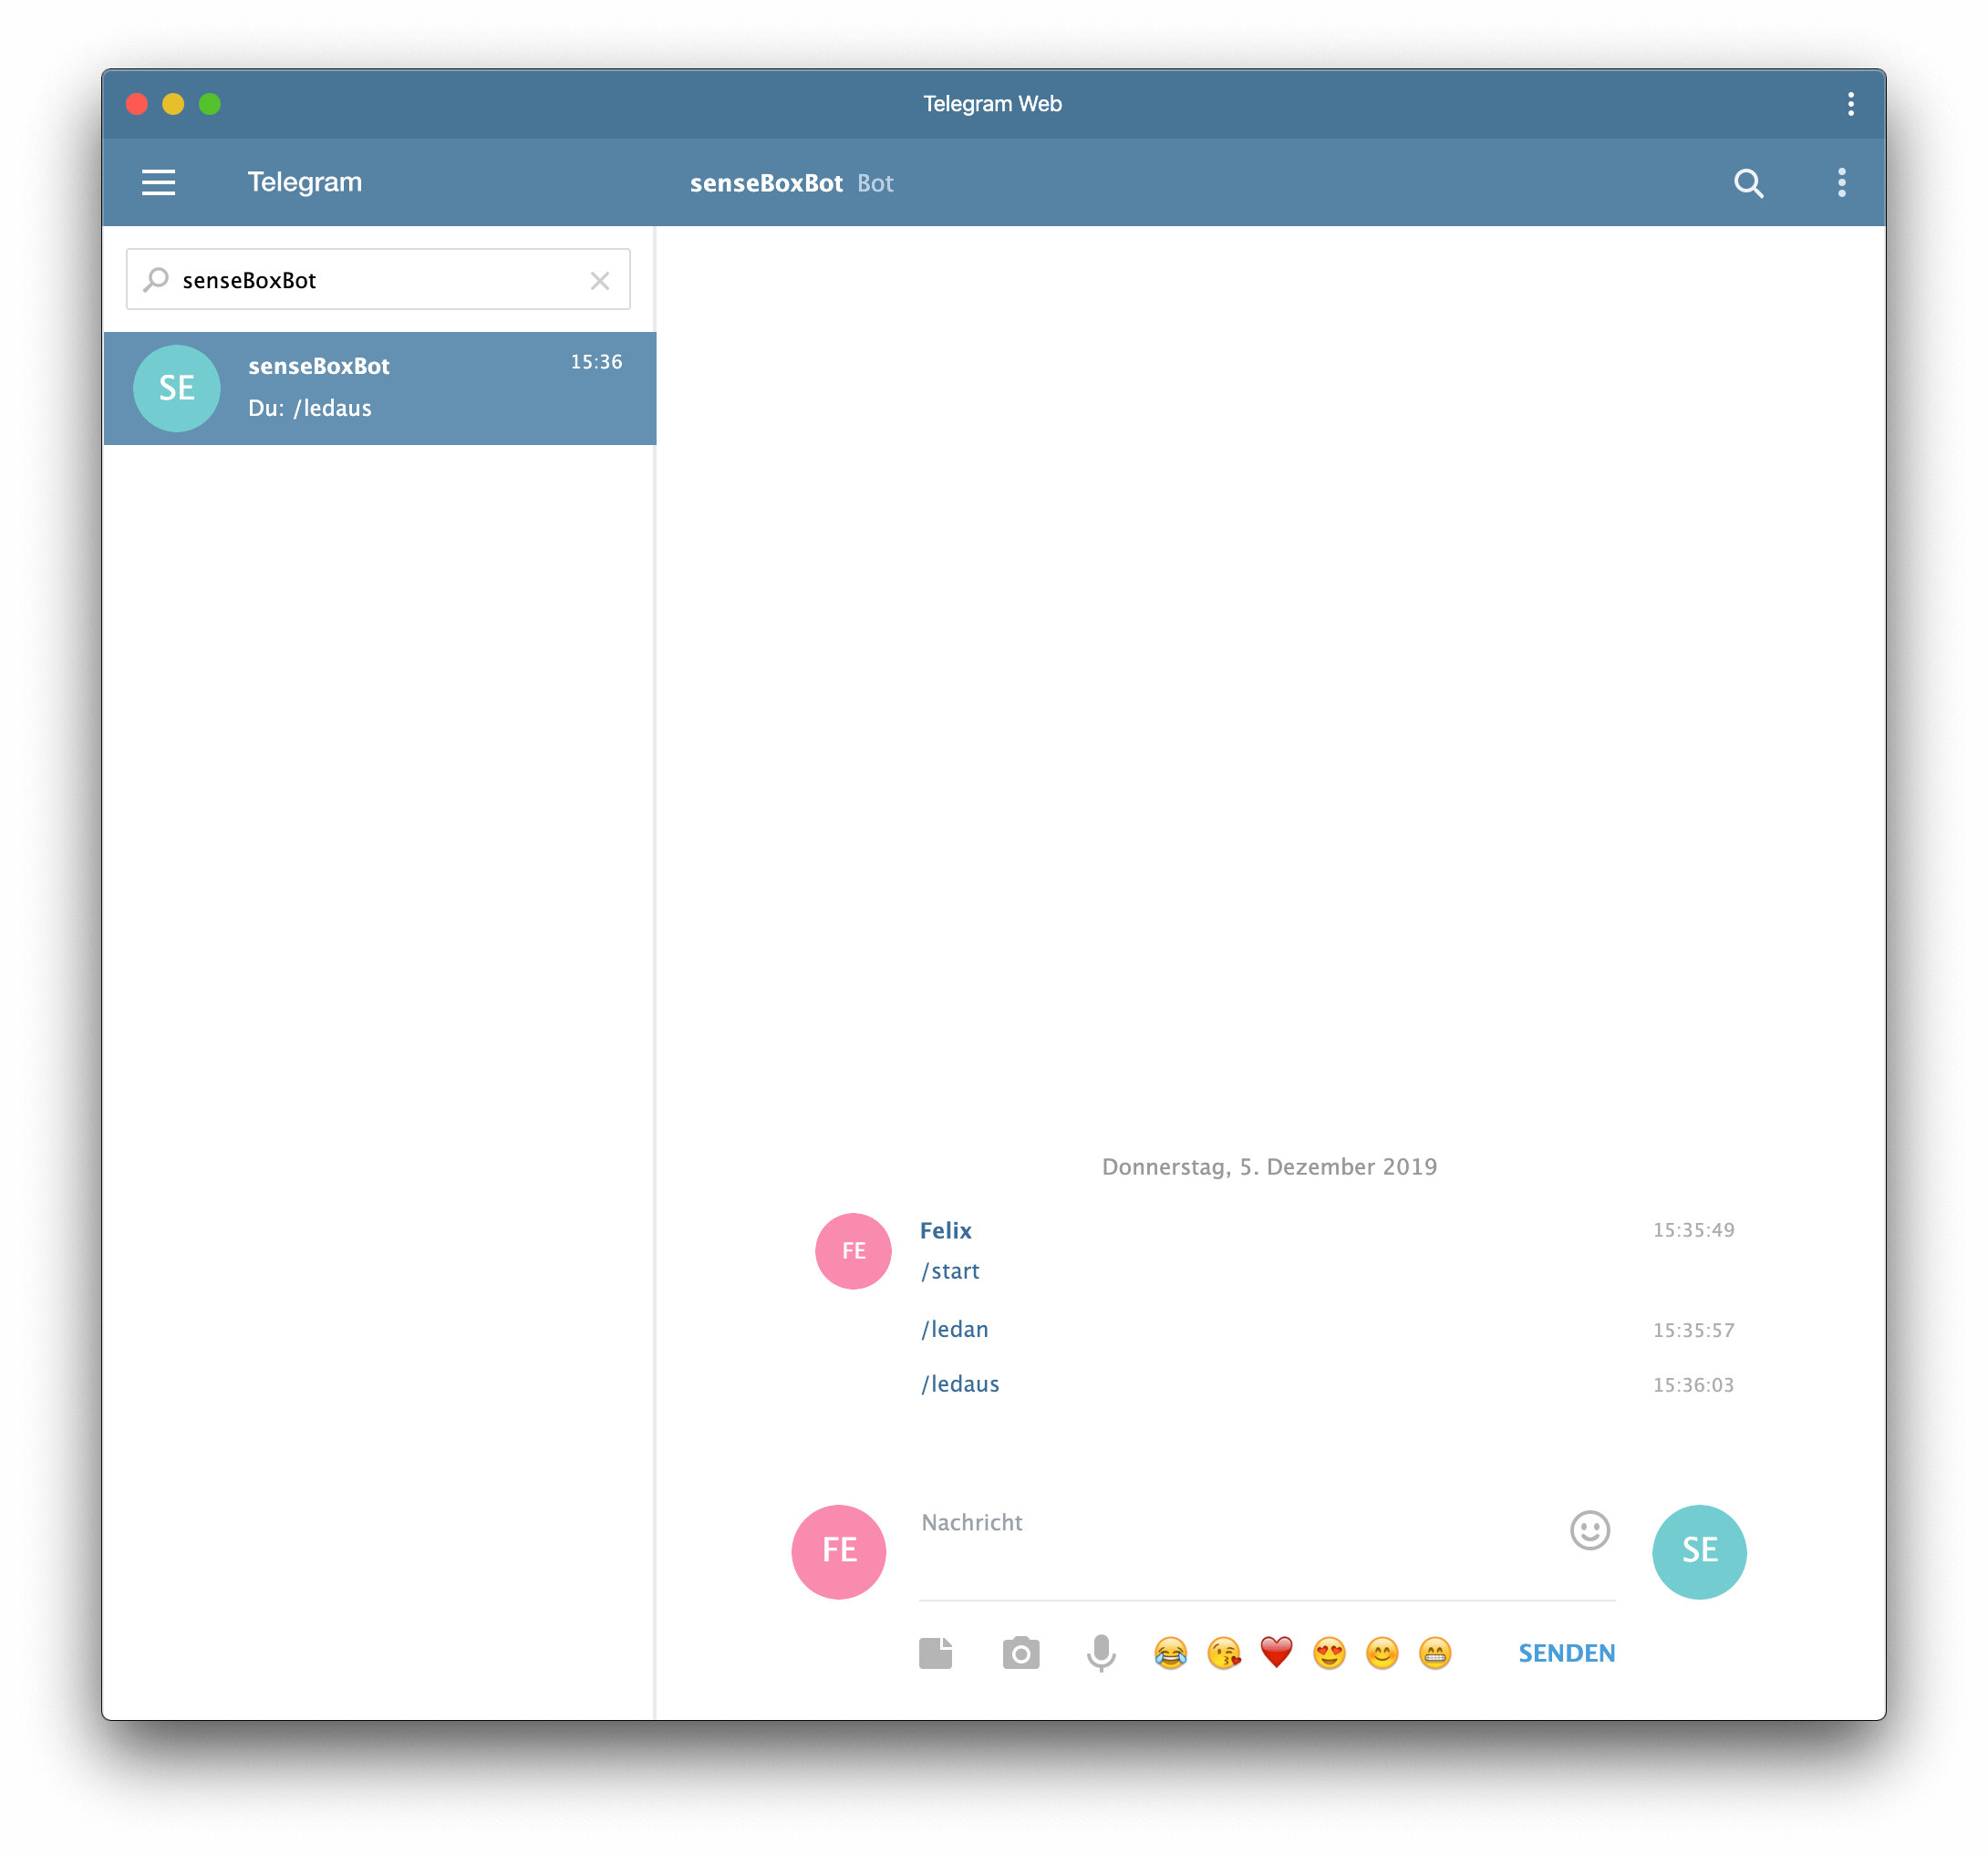 Telegram Web
Telegram
senseBoxBot Bot
senseBoxBot
SE
senseBoxBot
15:36
Du: /ledaus
Donnerstag, 5. Dezember 2019
FE
Felix
15:35:49
/start
/ledan
15:35:57
/ledaus
15:36:03
FE
Nachricht
SE
SENDEN